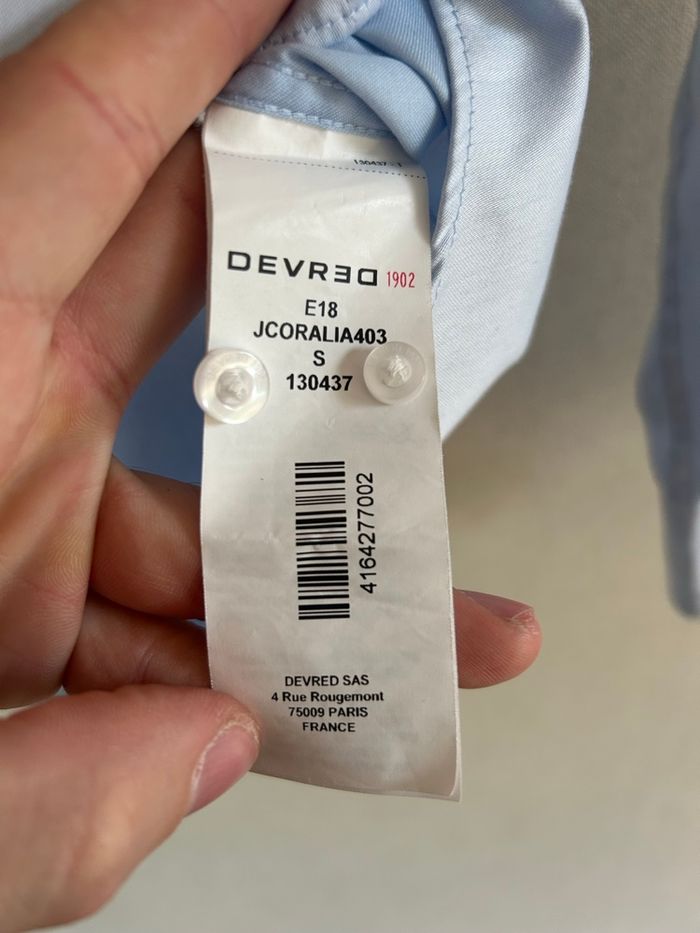 130437 - 1
DEVRED 1902
E18
JCORALIA403
S
130437
4164277002
DEVRED SAS
4 Rue Rougemont
75009 PARIS
FRANCE